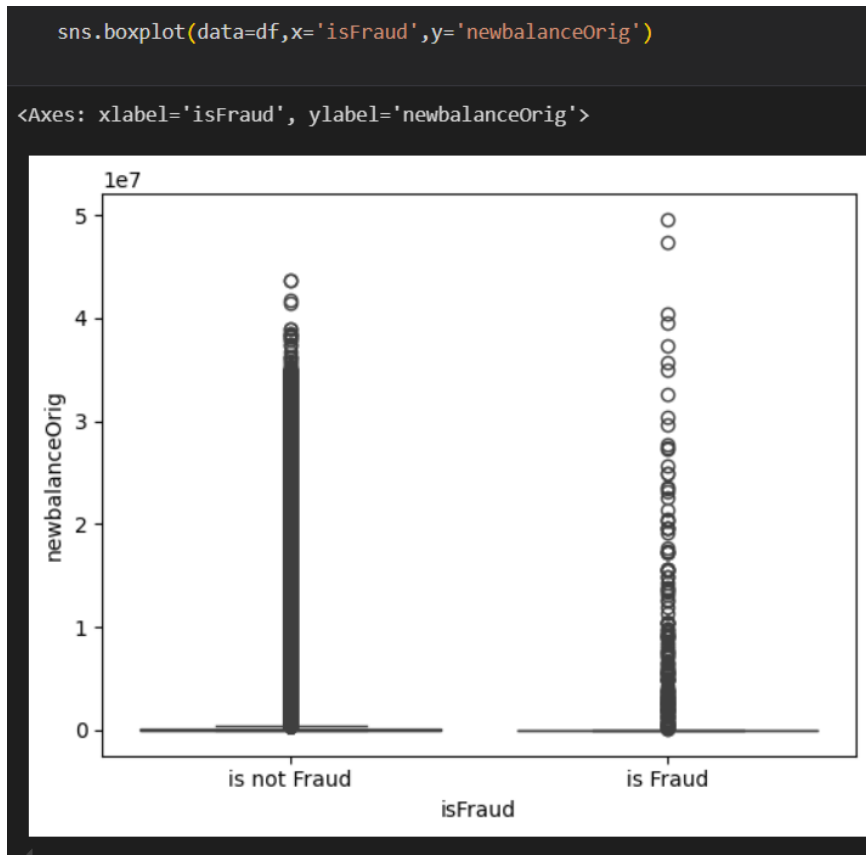 sns.boxplot(data=df,x='isFraud',y='newbalanceOrig')
<Axes: xlabel='isFraud', ylabel='newbalanceOrig'>
1e7
5
4
3
2
1
0
newbalanceOrig
is not Fraud
is Fraud
isFraud